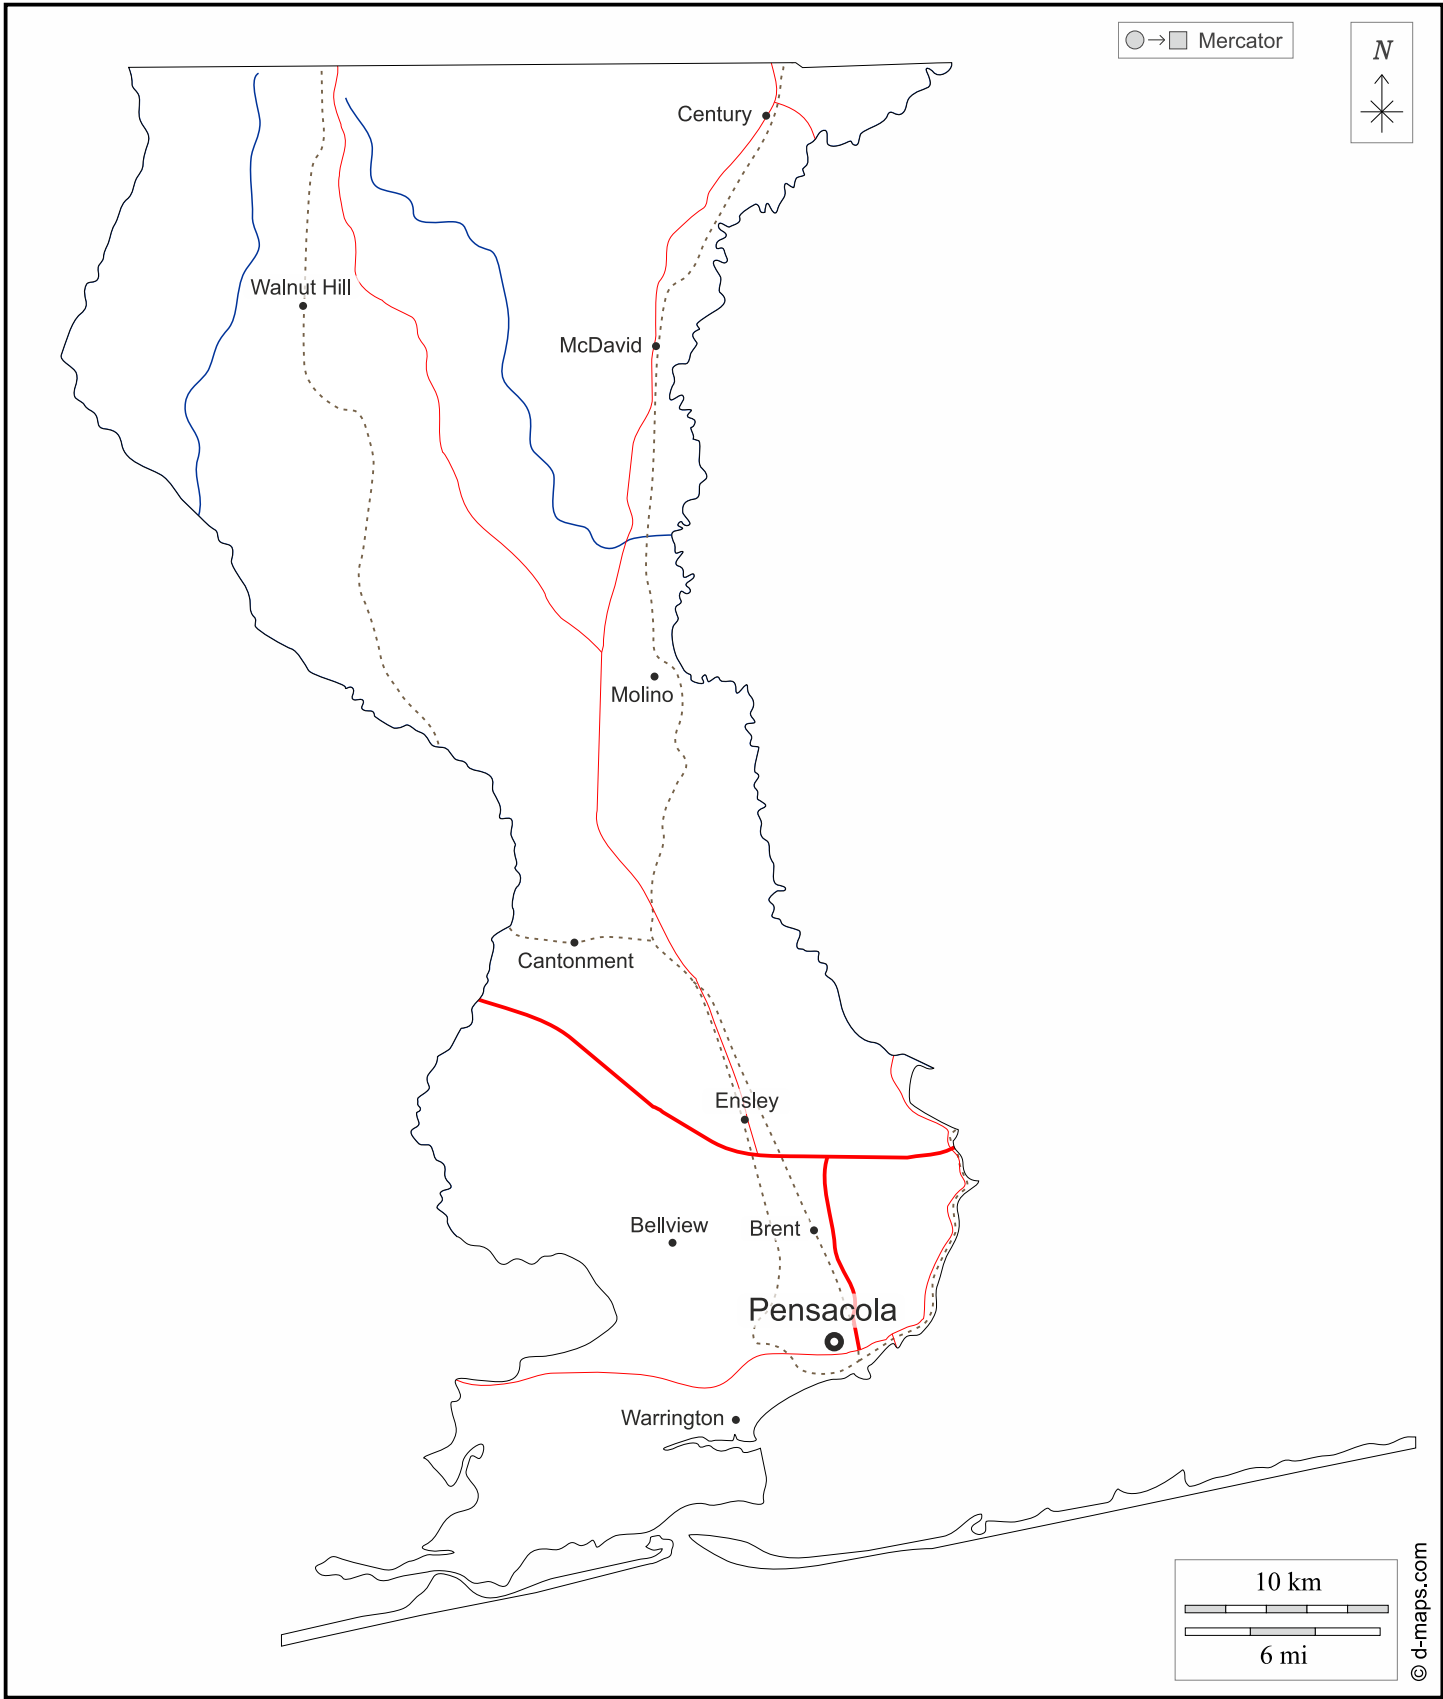 Mercator
N
Century
Walnut Hill
McDavid
Molino
Cantonment
Ensley
Bellview
Brent
Pensacola
Warrington
10 km
6 mi
© d-maps.com